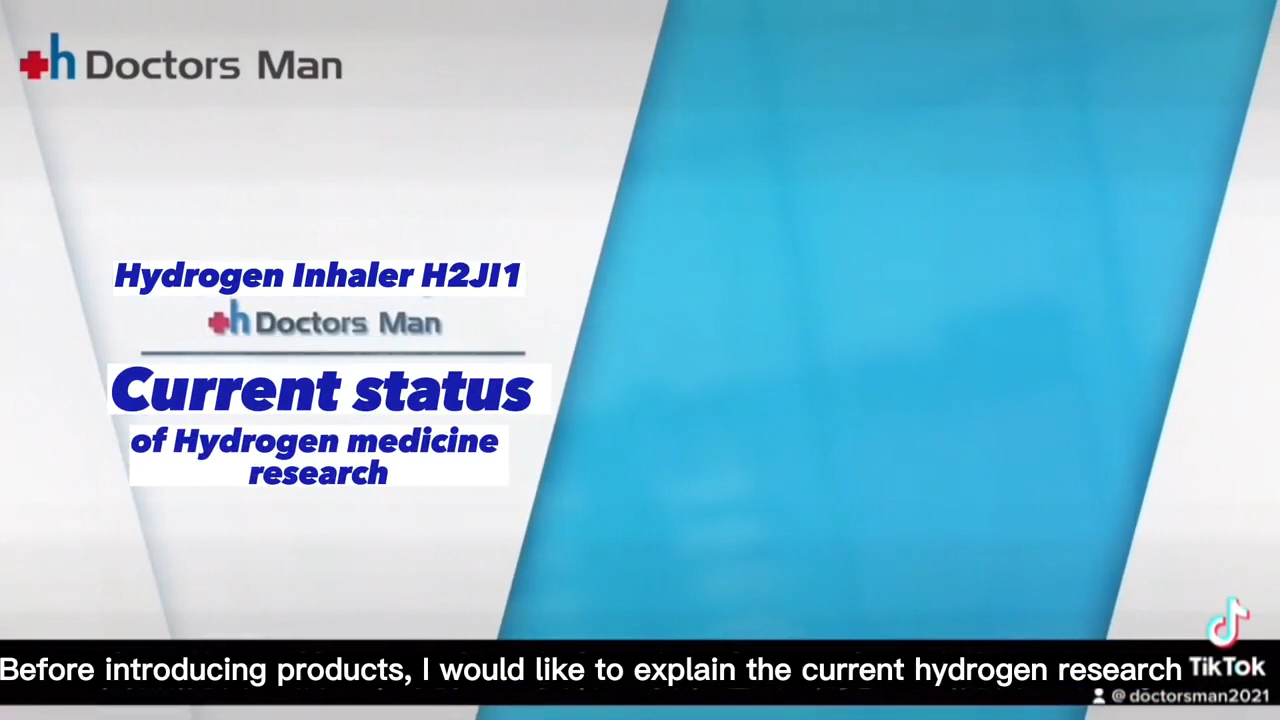 h Doctors Man
Hydrogen Inhaler H2JI1
h Doctors Man
Current status
of Hydrogen medicine
research
Before introducing products, I would like to explain the current hydrogen research
TikTok
@ doctorsman2021